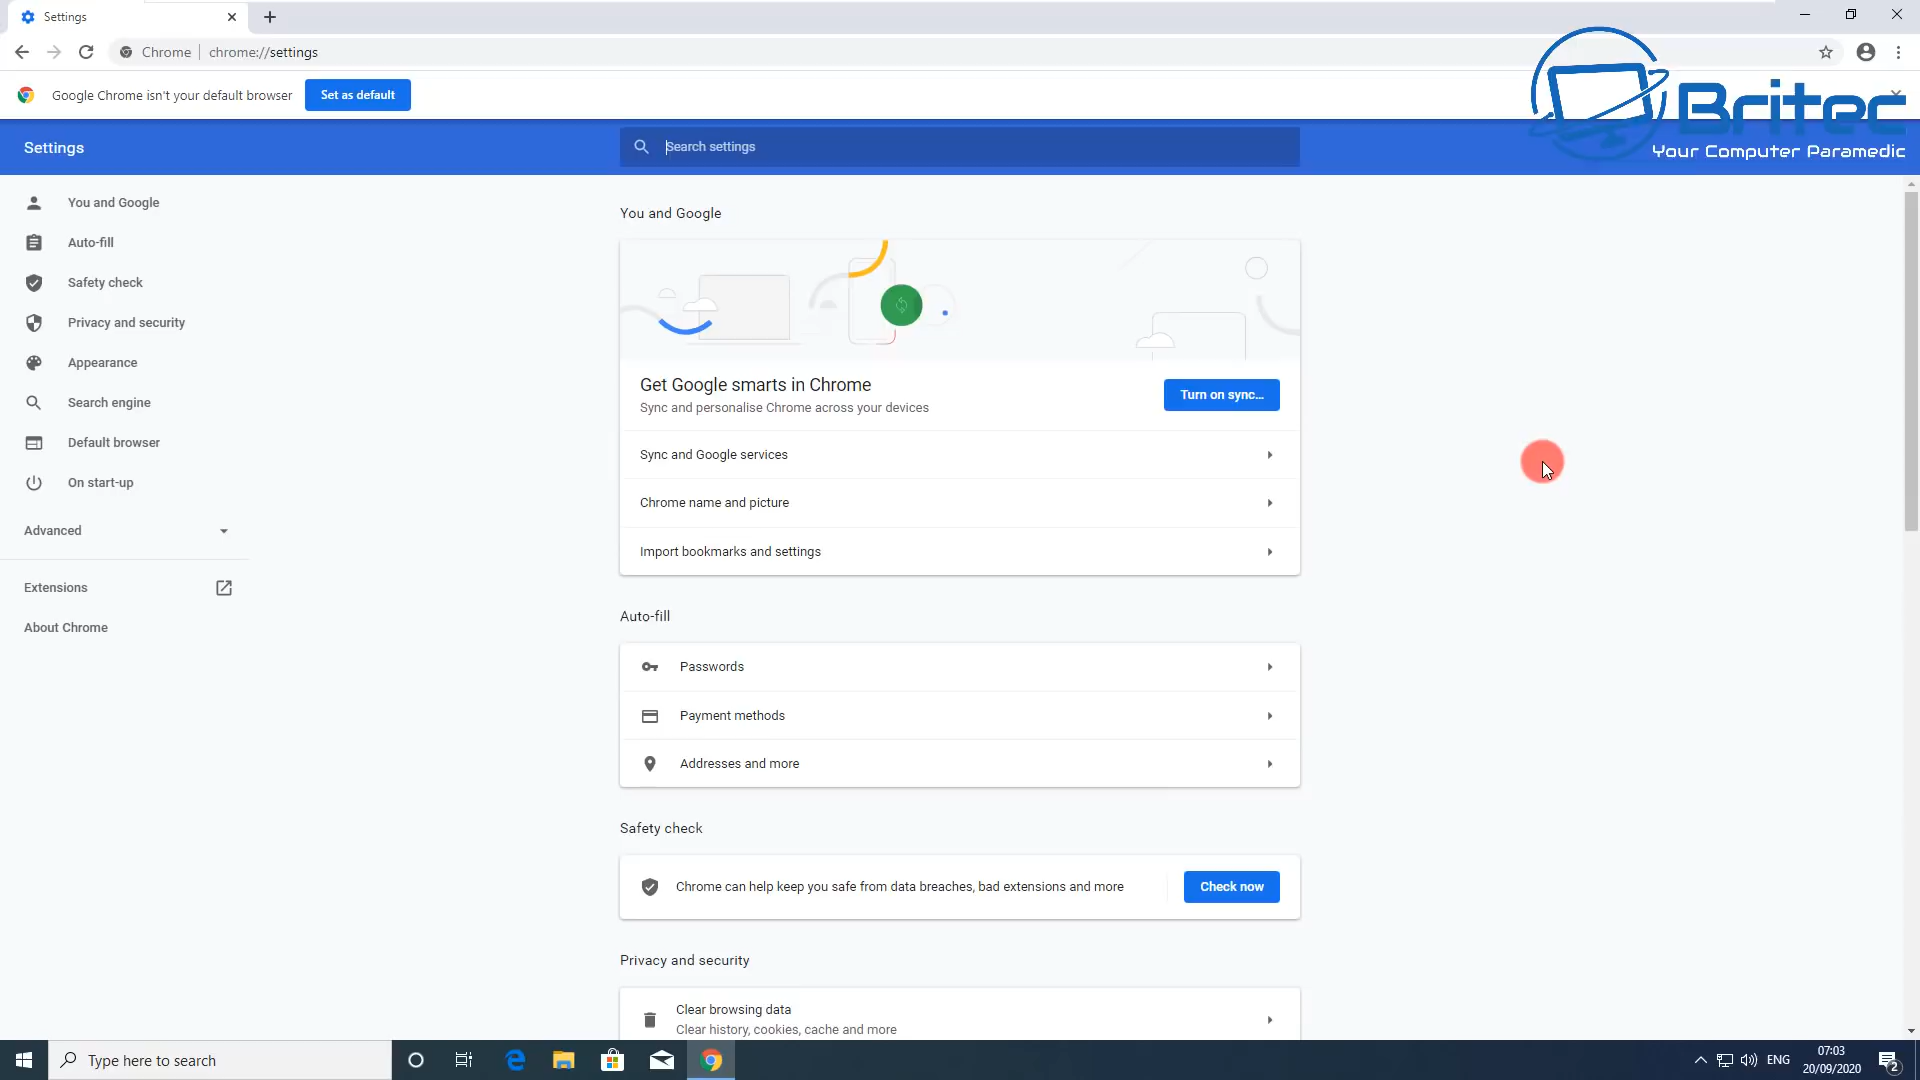 Settings
Chrome
chrome://settings
Google Chrome isn't your default browser
Set as default
Britec
Your Computer Paramedic
Settings
Search settings
You and Google
Auto-fill
Safety check
Privacy and security
Appearance
Search engine
Default browser
On start-up
Advanced
Extensions
About Chrome
You and Google
Get Google smarts in Chrome
Sync and personalise Chrome across your devices
Turn on sync...
Sync and Google services
Chrome name and picture
Import bookmarks and settings
Auto-fill
Passwords
Payment methods
Addresses and more
Safety check
Chrome can help keep you safe from data breaches, bad extensions and more
Check now
Privacy and security
Clear browsing data
Clear history, cookies, cache and more
Type here to search
ENG
07:03
20/09/2020
2